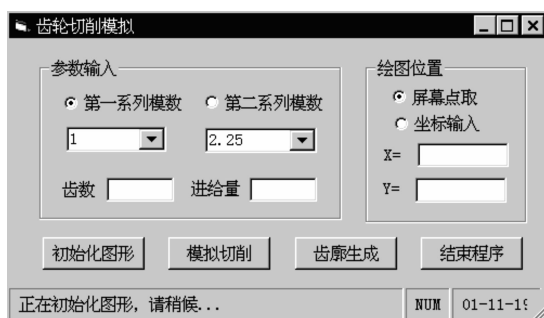 齿轮切削模拟
参数输入
第一系列模数 第二系列模数
1 2.25
齿数 进给量
绘图位置
屏幕点取
坐标输入
X=
Y=
初始化图形 模拟切削 齿廓生成 结束程序
正在初始化图形，请稍候... NUM 01-11-19